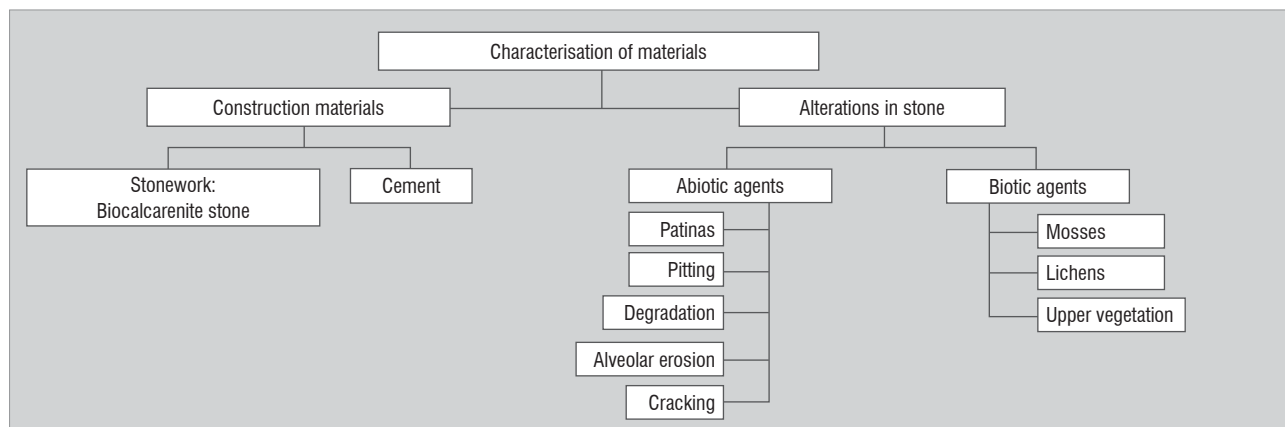 Characterisation of materials
Construction materials
Alterations in stone
Stonework:
Biocalcarenite stone
Cement
Abiotic agents
Biotic agents
Patinas
Pitting
Degradation
Alveolar erosion
Cracking
Mosses
Lichens
Upper vegetation